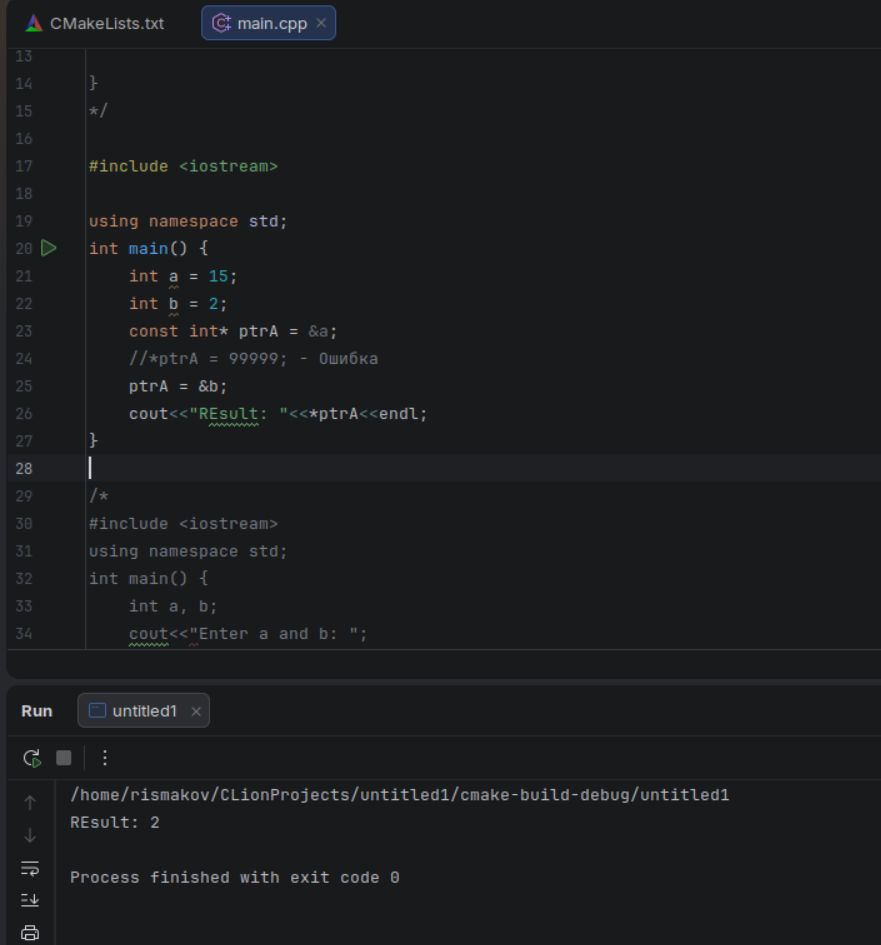 CMakeLists.txt
main.cpp
13
14 }
15 */
16
17 #include <iostream>
18
19 using namespace std;
20 int main() {
21 int a = 15;
22 int b = 2;
23 const int* ptrA = &a;
24 //*ptrA = 99999; - Ошибка
25 ptrA = &b;
26 cout<<"REsult: "<<*ptrA<<endl;
27 }
28
29 /*
30 #include <iostream>
31 using namespace std;
32 int main() {
33 int a, b;
34 cout<<"Enter a and b: ";
Run untitled1
/home/rismakov/CLionProjects/untitled1/cmake-build-debug/untitled1
REsult: 2
Process finished with exit code 0